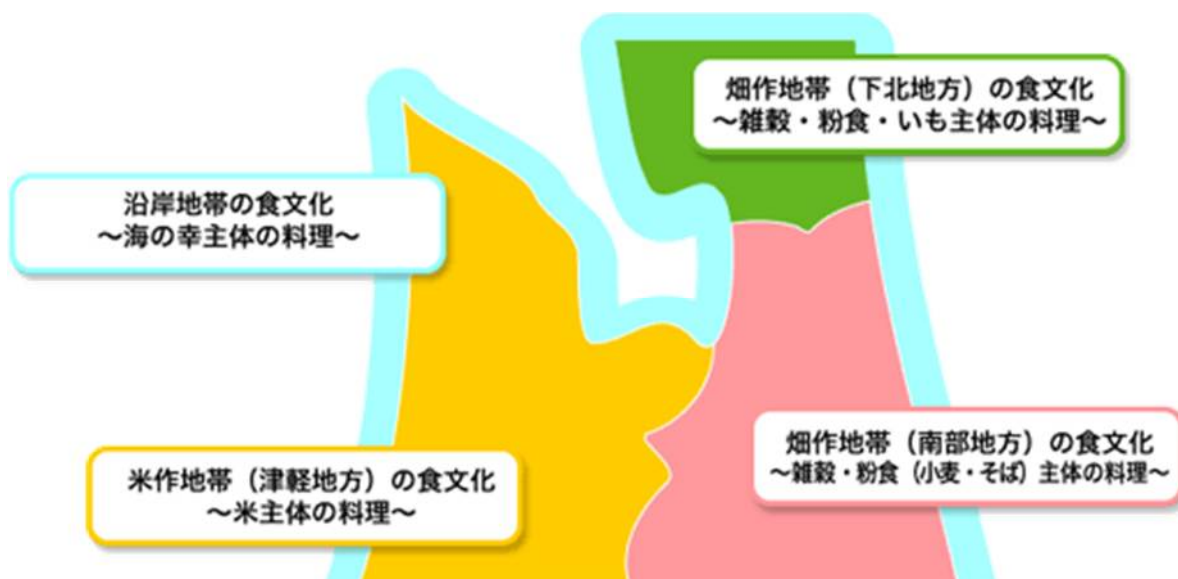 畑作地帯（下北地方）の食文化
～雑穀・粉食・いも主体の料理～
沿岸地帯の食文化
～海の幸主体の料理～
畑作地帯（南部地方）の食文化
～雑穀・粉食（小麦・そば）主体の料理～
米作地帯（津軽地方）の食文化
～米主体の料理～